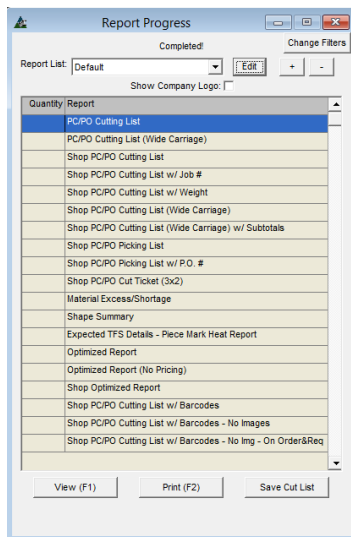 Report Progress
Completed!
Change Filters
Report List: Default Edit + -
Show Company Logo:
Quantity Report
PC/PO Cutting List
PC/PO Cutting List (Wide Carriage)
Shop PC/PO Cutting List
Shop PC/PO Cutting List w/ Job #
Shop PC/PO Cutting List w/ Weight
Shop PC/PO Cutting List (Wide Carriage)
Shop PC/PO Cutting List (Wide Carriage) w/ Subtotals
Shop PC/PO Picking List
Shop PC/PO Picking List w/ P.O. #
Shop PC/PO Cut Ticket (3x2)
Material Excess/Shortage
Shape Summary
Expected TFS Details - Piece Mark Heat Report
Optimized Report
Optimized Report (No Pricing)
Shop Optimized Report
Shop PC/PO Cutting List w/ Barcodes
Shop PC/PO Cutting List w/ Barcodes - No Images
Shop PC/PO Cutting List w/ Barcodes - No Img - On Order&Req
View (F1) Print (F2) Save Cut List